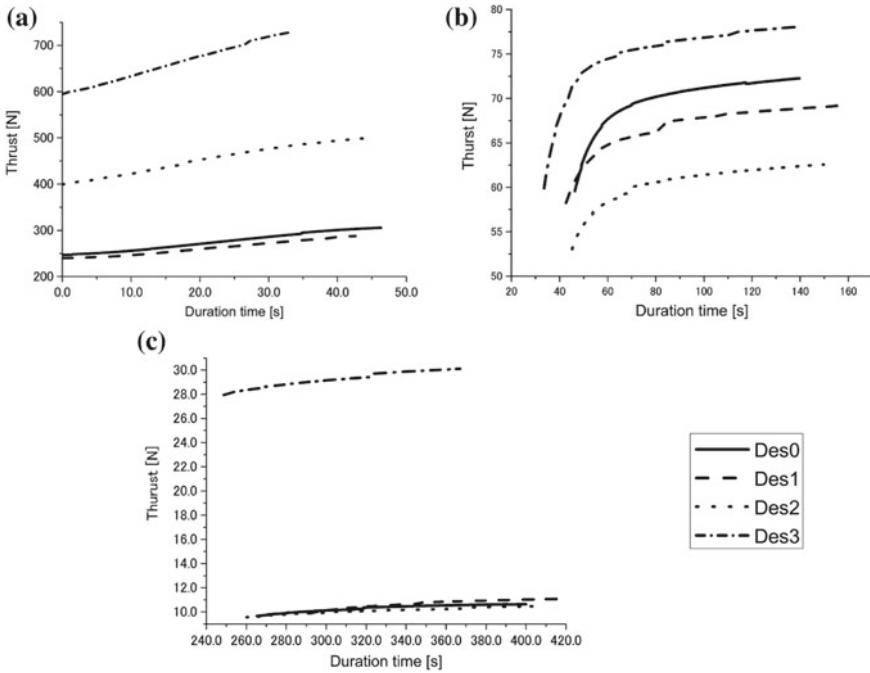 (a)
Thrust [N]
700
600
500
400
300
200
0.0 10.0 20.0 30.0 40.0 50.0
Duration time [s]
(b)
Thurst [N]
80
75
70
65
60
55
50
20 40 60 80 100 120 140 160
Duration time [s]
(c)
Thurust [N]
30.0
28.0
26.0
24.0
22.0
20.0
18.0
16.0
14.0
12.0
10.0
240.0 260.0 280.0 300.0 320.0 340.0 360.0 380.0 400.0 420.0
Duration time [s]
Des0
Des1
Des2
Des3